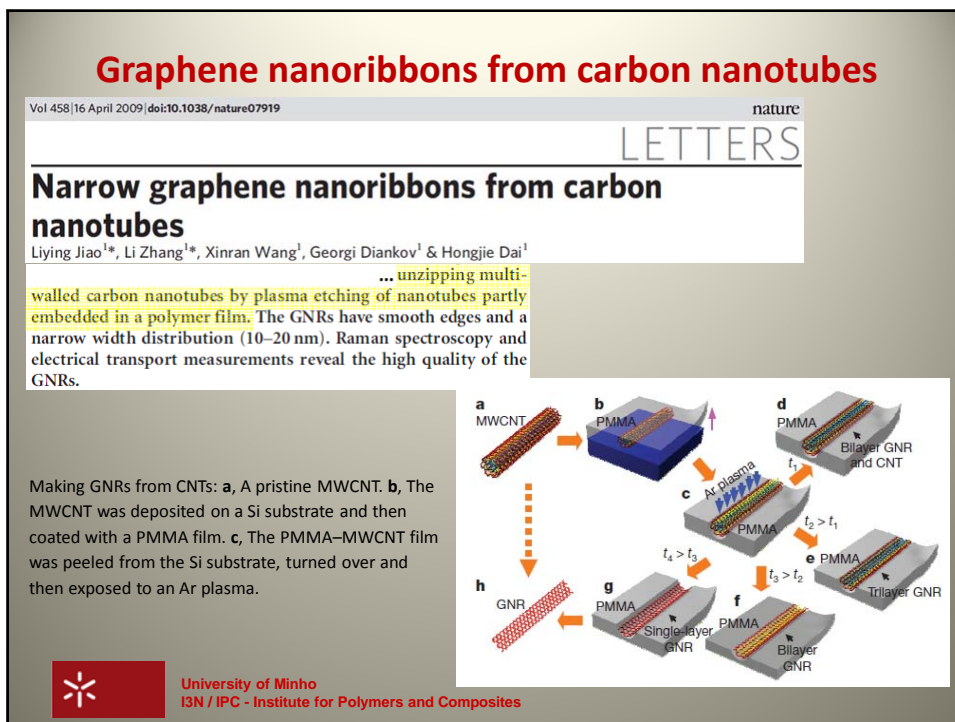 Graphene nanoribbons from carbon nanotubes
Vol 458|16 April 2009|doi:10.1038/nature07919 nature
LETTERS
Narrow graphene nanoribbons from carbon
nanotubes
Liying Jiao¹*, Li Zhang¹*, Xinran Wang¹, Georgi Diankov¹ & Hongjie Dai¹
... unzipping multi-
walled carbon nanotubes by plasma etching of nanotubes partly
embedded in a polymer film. The GNRs have smooth edges and a
narrow width distribution (10–20 nm). Raman spectroscopy and
electrical transport measurements reveal the high quality of the
GNRs.
Making GNRs from CNTs: a, A pristine MWCNT. b, The
MWCNT was deposited on a Si substrate and then
coated with a PMMA film. c, The PMMA–MWCNT film
was peeled from the Si substrate, turned over and
then exposed to an Ar plasma.
a
MWCNT
b
PMMA
c
Ar plasma
PMMA
d
PMMA
Bilayer GNR
and CNT
t₁
t₂ > t₁
e
PMMA
Trilayer GNR
t₃ > t₂
f
PMMA
Bilayer
GNR
t₄ > t₃
g
PMMA
Single-layer
GNR
h
GNR
University of Minho
I3N / IPC - Institute for Polymers and Composites